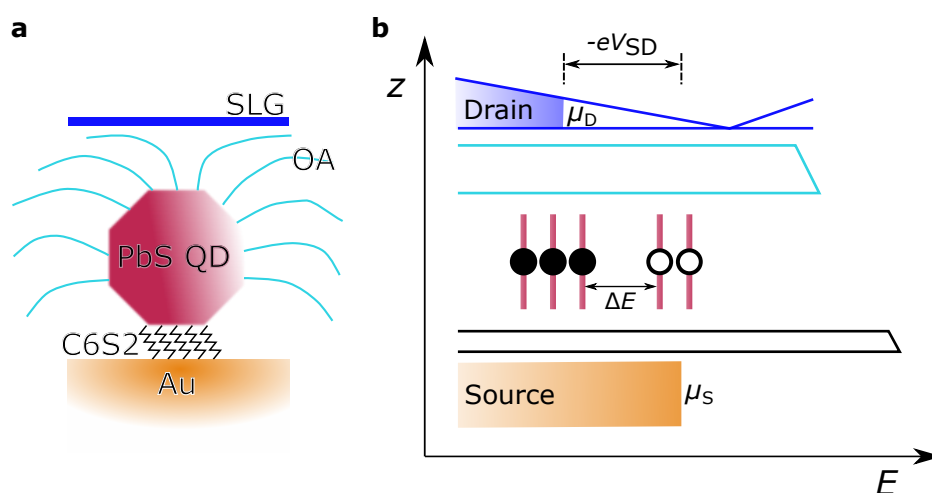 a
SLG
OA
PbS QD
C6S2
Au
b
z
-eVSD
Drain
μD
ΔE
Source
μS
E